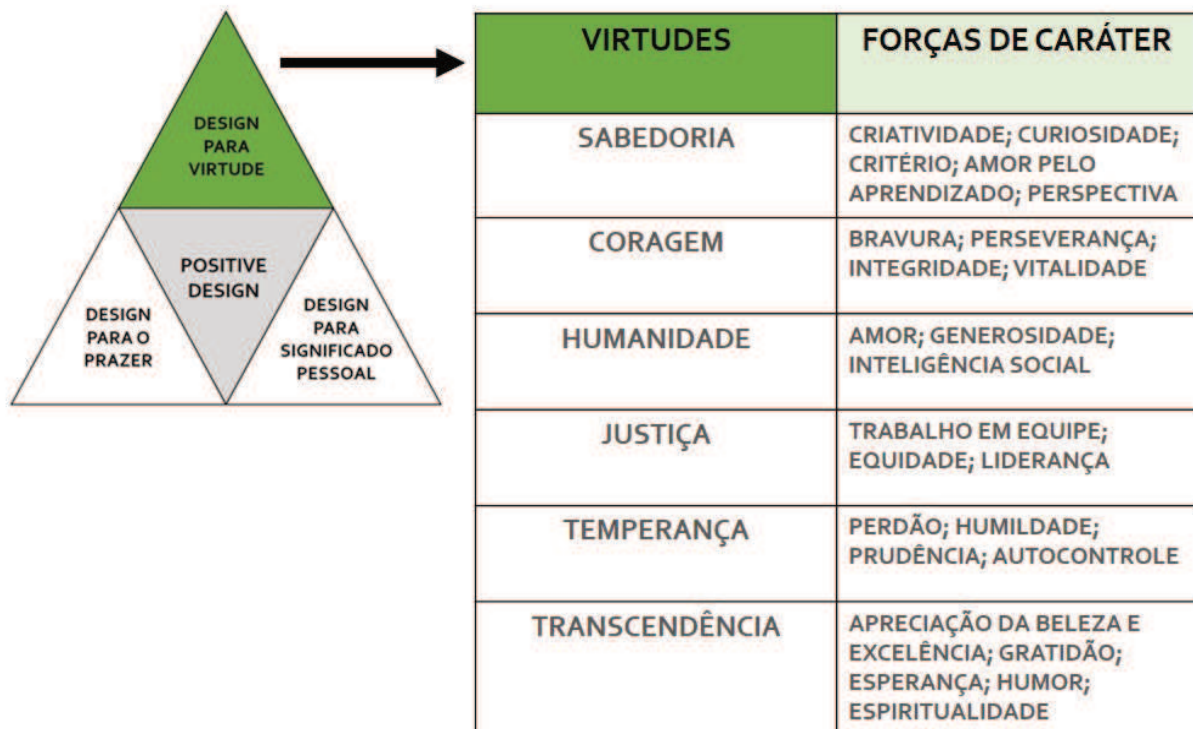 DESIGN
PARA
VIRTUDE
POSITIVE
DESIGN
DESIGN
PARA O
PRAZER
DESIGN
PARA
SIGNIFICADO
PESSOAL
VIRTUDES
FORÇAS DE CARÁTER
SABEDORIA
CRIATIVIDADE; CURIOSIDADE;
CRITÉRIO; AMOR PELO
APRENDIZADO; PERSPECTIVA
CORAGEM
BRAVURA; PERSEVERANÇA;
INTEGRIDADE; VITALIDADE
HUMANIDADE
AMOR; GENEROSIDADE;
INTELIGÊNCIA SOCIAL
JUSTIÇA
TRABALHO EM EQUIPE;
EQUIDADE; LIDERANÇA
TEMPERANÇA
PERDÃO; HUMILDADE;
PRUDÊNCIA; AUTOCONTROLE
TRANSCENDÊNCIA
APRECIAÇÃO DA BELEZA E
EXCELÊNCIA; GRATIDÃO;
ESPERANÇA; HUMOR;
ESPIRITUALIDADE